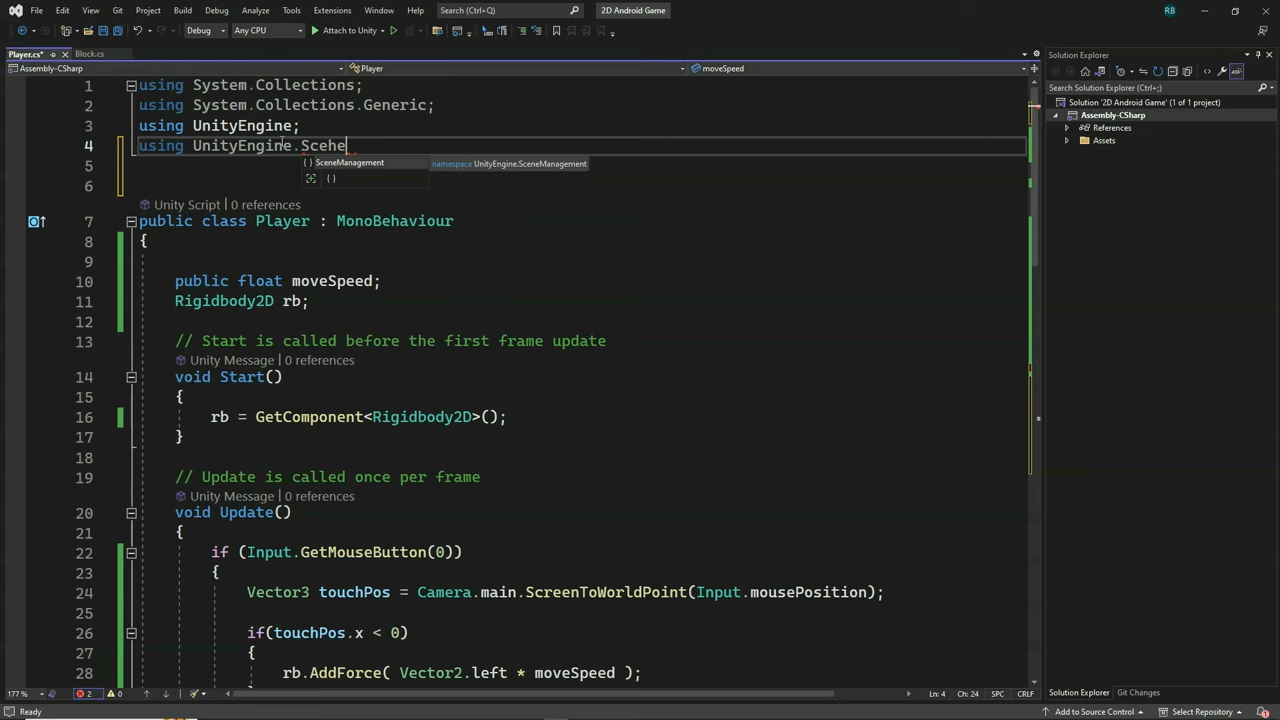 File Edit View Git Project Build Debug Test Analyze Tools Extensions Window Help Search (Ctrl+Q) 2D Android Game RB
Debug Any CPU Attach to Unity
Player.cs* Block.cs
Assembly-CSharp Player moveSpeed
1 using System.Collections;
2 using System.Collections.Generic;
3 using UnityEngine;
4 using UnityEngine.Scehe
{ } SceneManagement namespace UnityEngine.SceneManagement
{ }
5
6
Unity Script | 0 references
7 public class Player : MonoBehaviour
8 {
9
10 public float moveSpeed;
11 Rigidbody2D rb;
12
13 // Start is called before the first frame update
Unity Message | 0 references
14 void Start()
15 {
16 rb = GetComponent<Rigidbody2D>();
17 }
18
19 // Update is called once per frame
Unity Message | 0 references
20 void Update()
21 {
22 if (Input.GetMouseButton(0))
23 {
24 Vector3 touchPos = Camera.main.ScreenToWorldPoint(Input.mousePosition);
25
26 if(touchPos.x < 0)
27 {
28 rb.AddForce( Vector2.left * moveSpeed );
177 % 2 0 Ln: 4 Ch: 24 SPC CRLF
Solution Explorer
Search Solution Explorer (Ctrl+;)
Solution '2D Android Game' (1 of 1 project)
Assembly-CSharp
References
Assets
Solution Explorer Git Changes
Ready Add to Source Control Select Repository